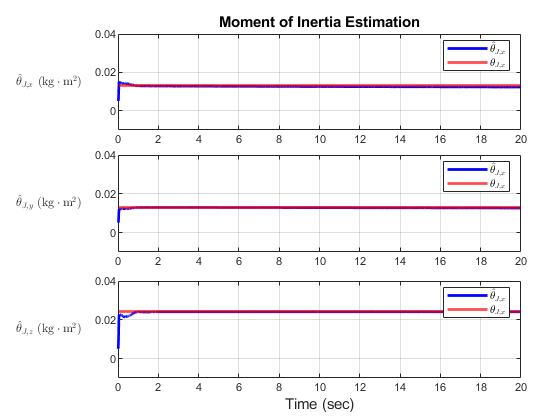 Moment of Inertia Estimation
0.04
0.02
0
θ̂_{J,x} (kg · m²)
θ̂_{J,x}
θ_{J,x}
0 2 4 6 8 10 12 14 16 18 20
0.04
0.02
0
θ̂_{J,y} (kg · m²)
θ̂_{J,x}
θ_{J,x}
0 2 4 6 8 10 12 14 16 18 20
0.04
0.02
0
θ̂_{J,z} (kg · m²)
θ̂_{J,x}
θ_{J,x}
0 2 4 6 8 10 12 14 16 18 20
Time (sec)